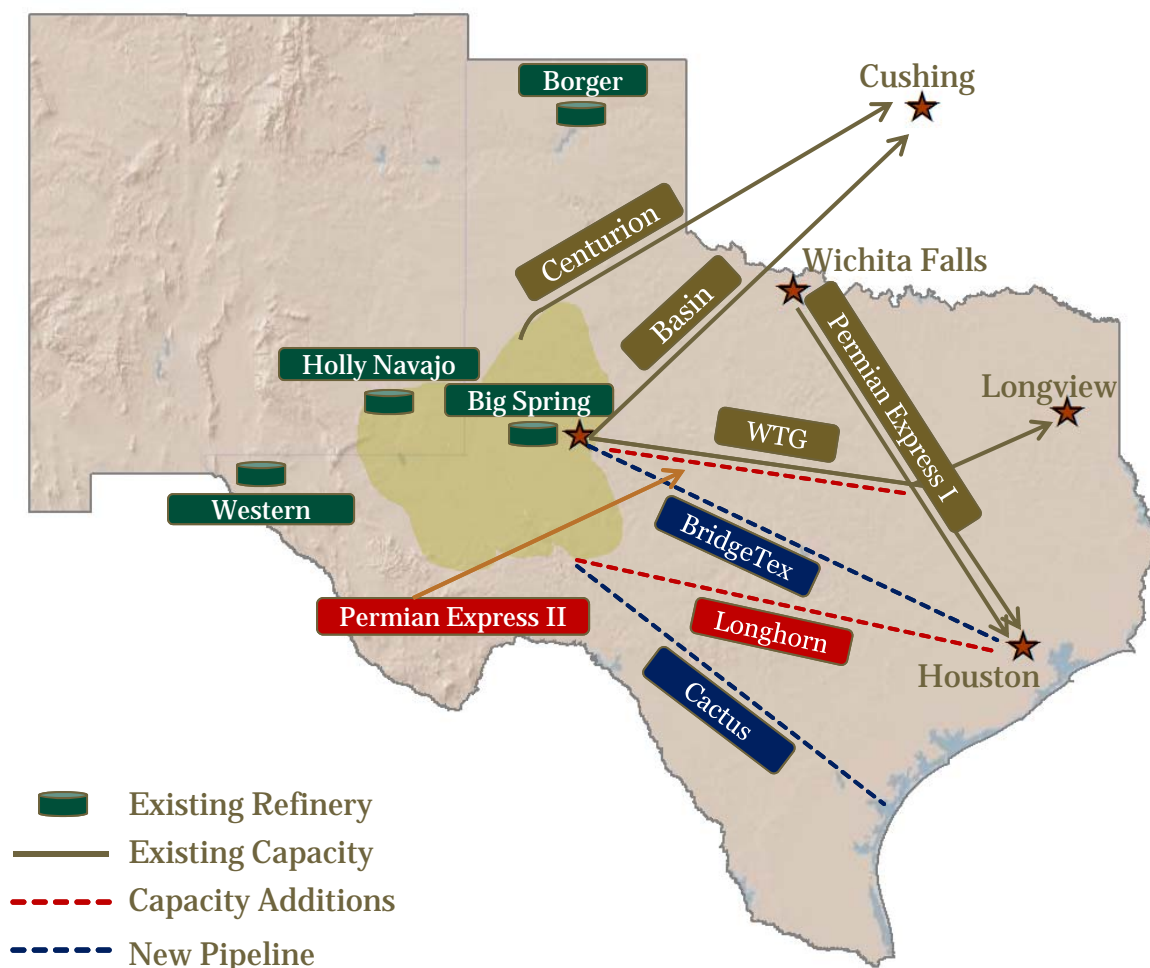 Borger
Cushing
Centurion
Wichita Falls
Basin
Permian Express I
Holly Navajo
Big Spring
Longview
WTG
Western
BridgeTex
Permian Express II
Longhorn
Houston
Cactus
Existing Refinery
Existing Capacity
Capacity Additions
New Pipeline